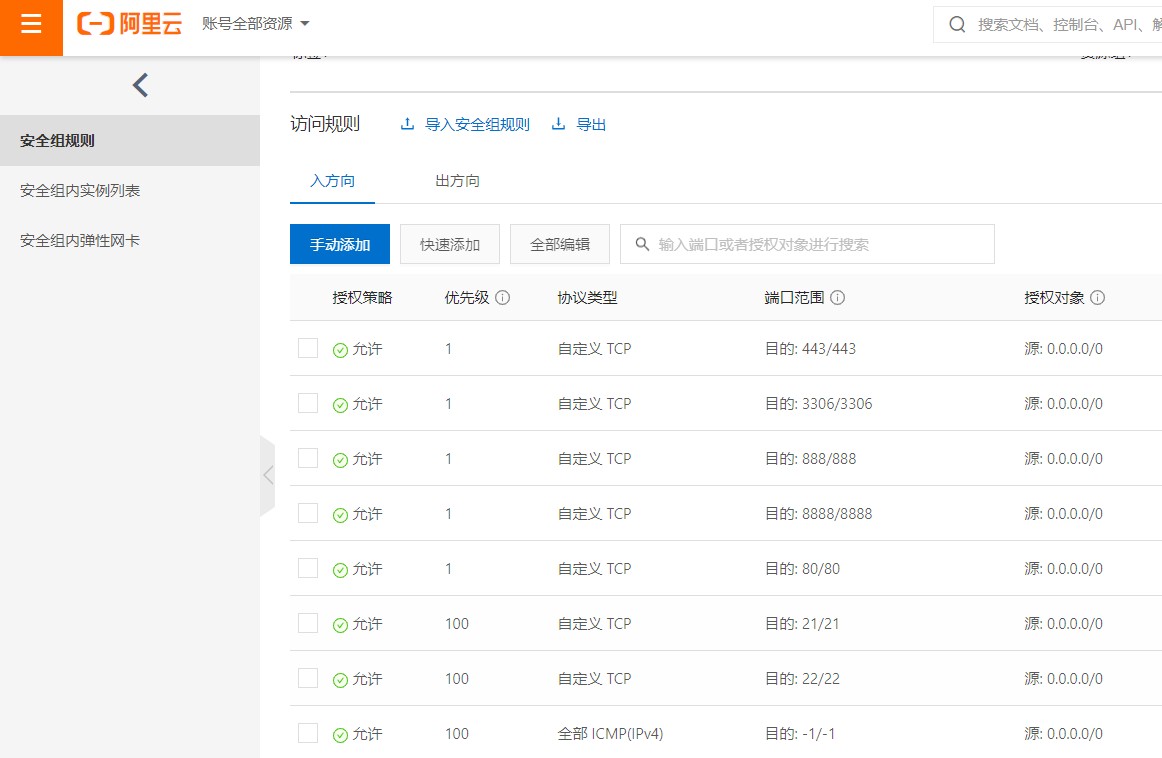 阿里云 账号全部资源 搜索文档、控制台、API、解
访问规则 导入安全组规则 导出
安全组规则
安全组内实例列表
安全组内弹性网卡
入方向 出方向
手动添加 快速添加 全部编辑 输入端口或者授权对象进行搜索
授权策略 优先级 协议类型 端口范围 授权对象
允许 1 自定义 TCP 目的: 443/443 源: 0.0.0.0/0
允许 1 自定义 TCP 目的: 3306/3306 源: 0.0.0.0/0
允许 1 自定义 TCP 目的: 888/888 源: 0.0.0.0/0
允许 1 自定义 TCP 目的: 8888/8888 源: 0.0.0.0/0
允许 1 自定义 TCP 目的: 80/80 源: 0.0.0.0/0
允许 100 自定义 TCP 目的: 21/21 源: 0.0.0.0/0
允许 100 自定义 TCP 目的: 22/22 源: 0.0.0.0/0
允许 100 全部 ICMP(IPv4) 目的: -1/-1 源: 0.0.0.0/0